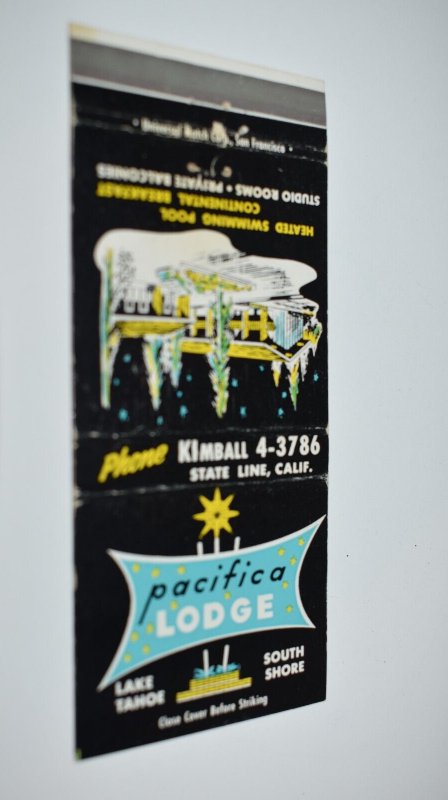 Universal Match Corp., San Francisco
HEATED SWIMMING POOL
CONTINENTAL BREAKFAST
STUDIO ROOMS • PRIVATE BALCONIES
Phone KIMBALL 4-3786
STATE LINE, CALIF.
pacifica
LODGE
LAKE
TAHOE
SOUTH
SHORE
Close Cover Before Striking